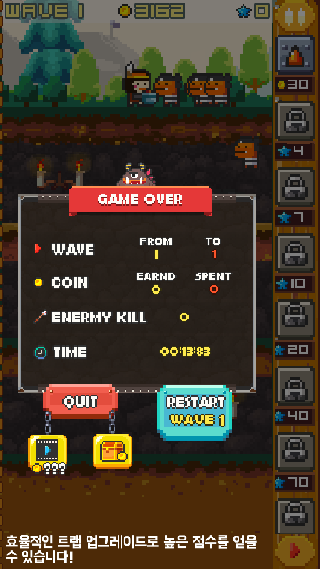 WAVE 1 3162 0
30
4
7
10
20
40
70
GAME OVER
FROM TO
WAVE 1 1
EARND SPENT
COIN 0 0
ENERMY KILL 0
TIME 00:13:83
QUIT
RESTART
WAVE 1
???
효율적인 트랩 업그레이드로 높은 점수를 얻을
수 있습니다!